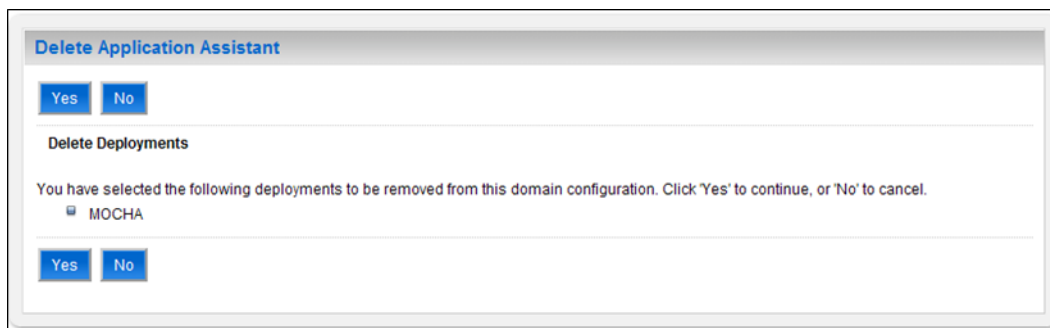 Delete Application Assistant
Yes No
Delete Deployments
You have selected the following deployments to be removed from this domain configuration. Click 'Yes' to continue, or 'No' to cancel.
MOCHA
Yes No